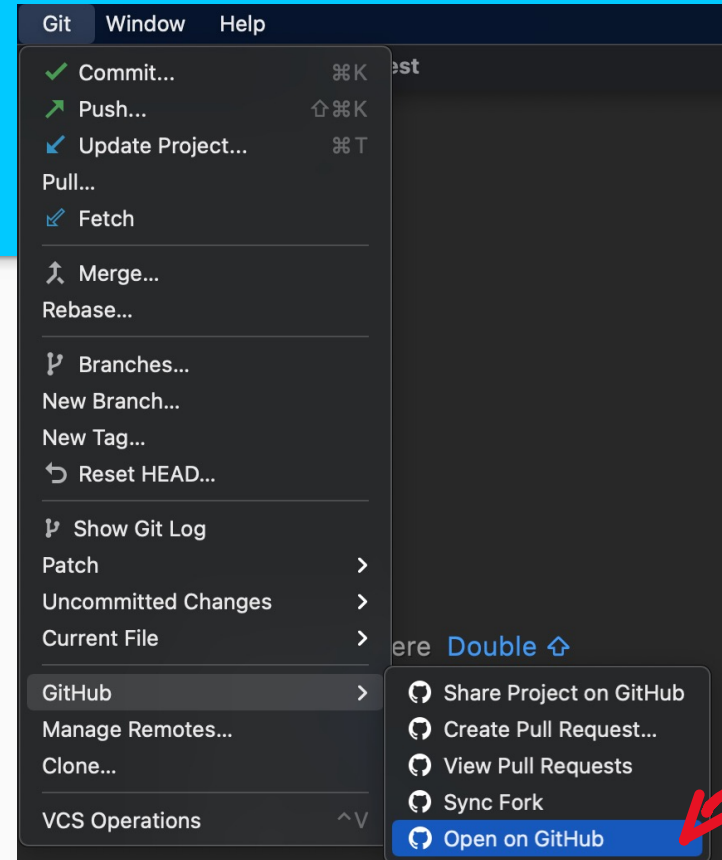 Git Window Help
est
Commit... ⌘K
Push... ⇧⌘K
Update Project... ⌘T
Pull...
Fetch
Merge...
Rebase...
Branches...
New Branch...
New Tag...
Reset HEAD...
Show Git Log
Patch
Uncommitted Changes
Current File
ere Double ⇧
GitHub
Manage Remotes...
Clone...
VCS Operations ^V
Share Project on GitHub
Create Pull Request...
View Pull Requests
Sync Fork
Open on GitHub